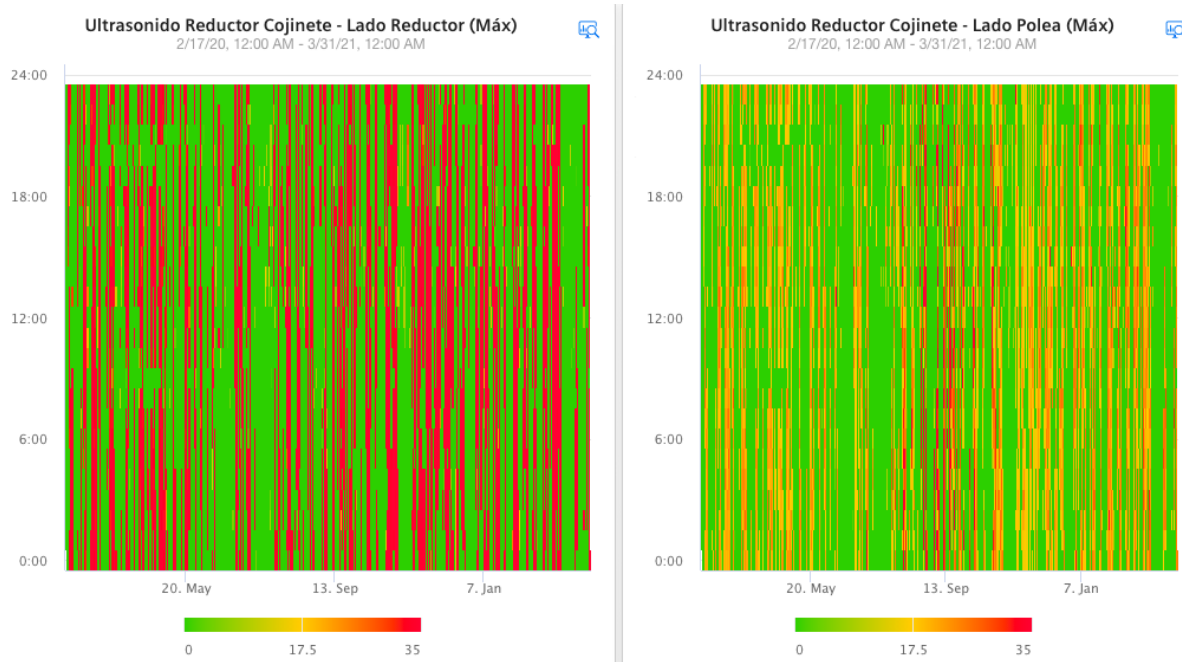 Ultrasonido Reductor Cojinete - Lado Reductor (Máx)
2/17/20, 12:00 AM - 3/31/21, 12:00 AM
24:00
18:00
12:00
6:00
0:00
20. May
13. Sep
7. Jan
0
17.5
35
Ultrasonido Reductor Cojinete - Lado Polea (Máx)
2/17/20, 12:00 AM - 3/31/21, 12:00 AM
24:00
18:00
12:00
6:00
0:00
20. May
13. Sep
7. Jan
0
17.5
35